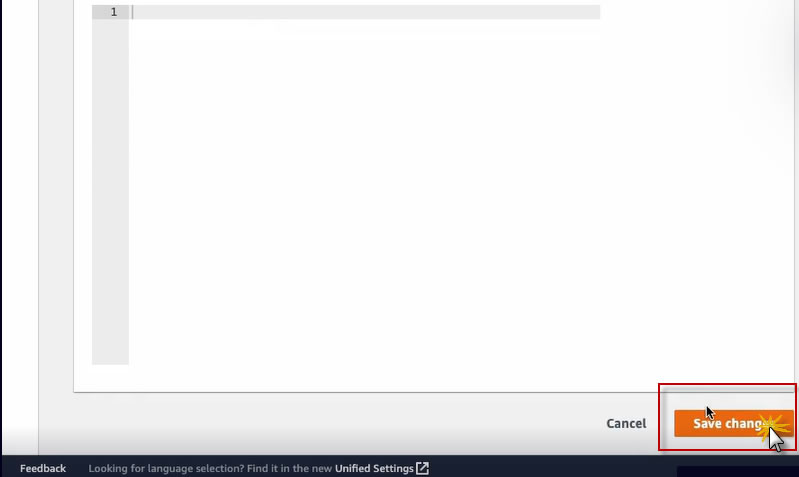 1
Cancel
Save chang
Feedback
Looking for language selection? Find it in the new Unified Settings